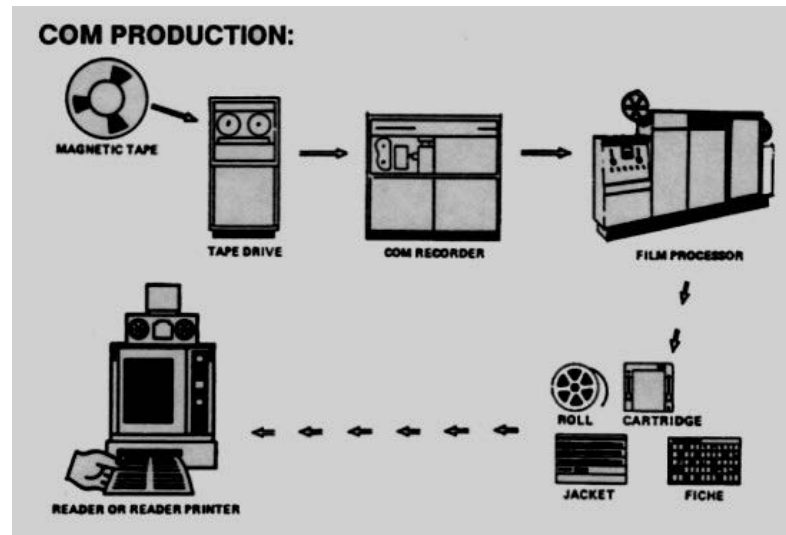 COM PRODUCTION:
MAGNETIC TAPE
TAPE DRIVE
COM RECORDER
FILM PROCESSOR
ROLL
CARTRIDGE
JACKET
FICHE
READER OR READER PRINTER